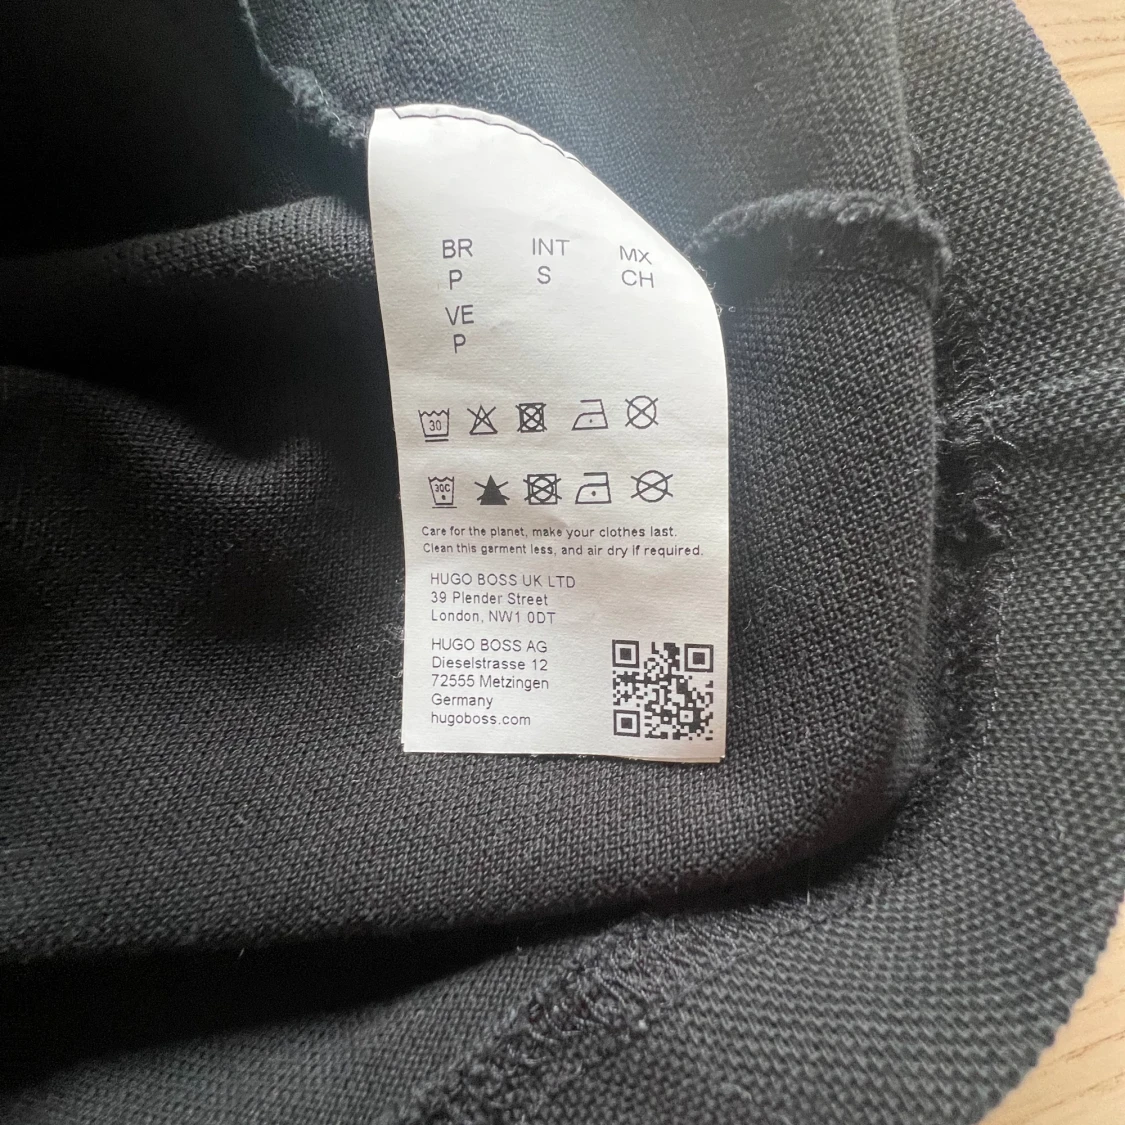 BR INT MX
P S CH
VE
P
30
30C
Care for the planet, make your clothes last.
Clean this garment less, and air dry if required.
HUGO BOSS UK LTD
39 Plender Street
London, NW1 0DT
HUGO BOSS AG
Dieselstrasse 12
72555 Metzingen
Germany
hugoboss.com